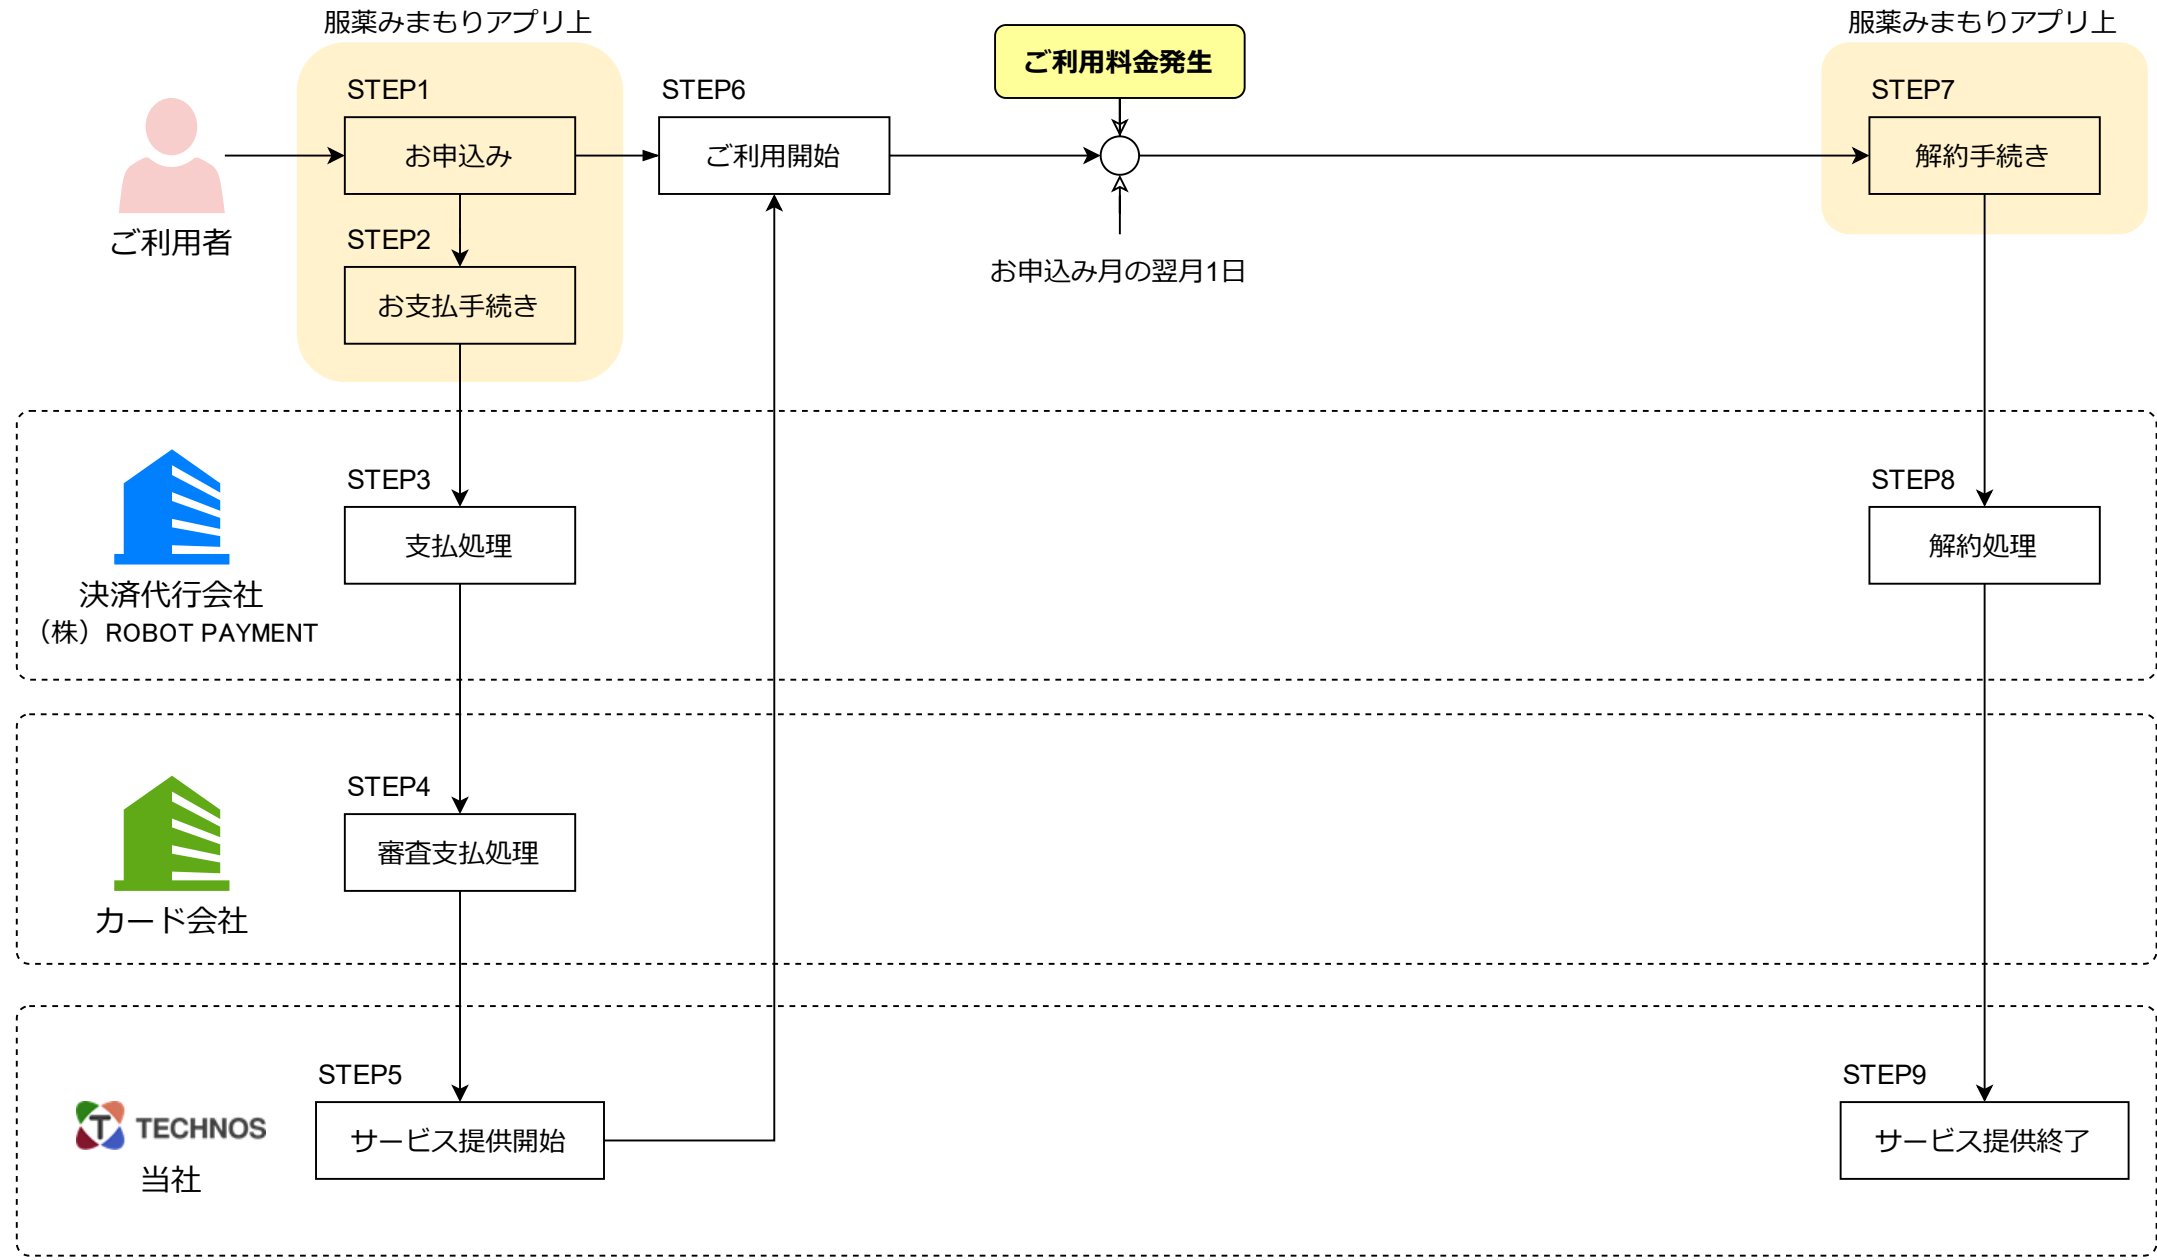 服薬みまもりアプリ上
服薬みまもりアプリ上
ご利用料金発生
STEP1
お申込み
STEP6
ご利用開始
STEP7
解約手続き
ご利用者
STEP2
お支払手続き
お申込み月の翌月1日
STEP3
支払処理
STEP8
解約処理
決済代行会社
（株）ROBOT PAYMENT
STEP4
審査支払処理
カード会社
STEP5
サービス提供開始
STEP9
サービス提供終了
T TECHNOS
当社